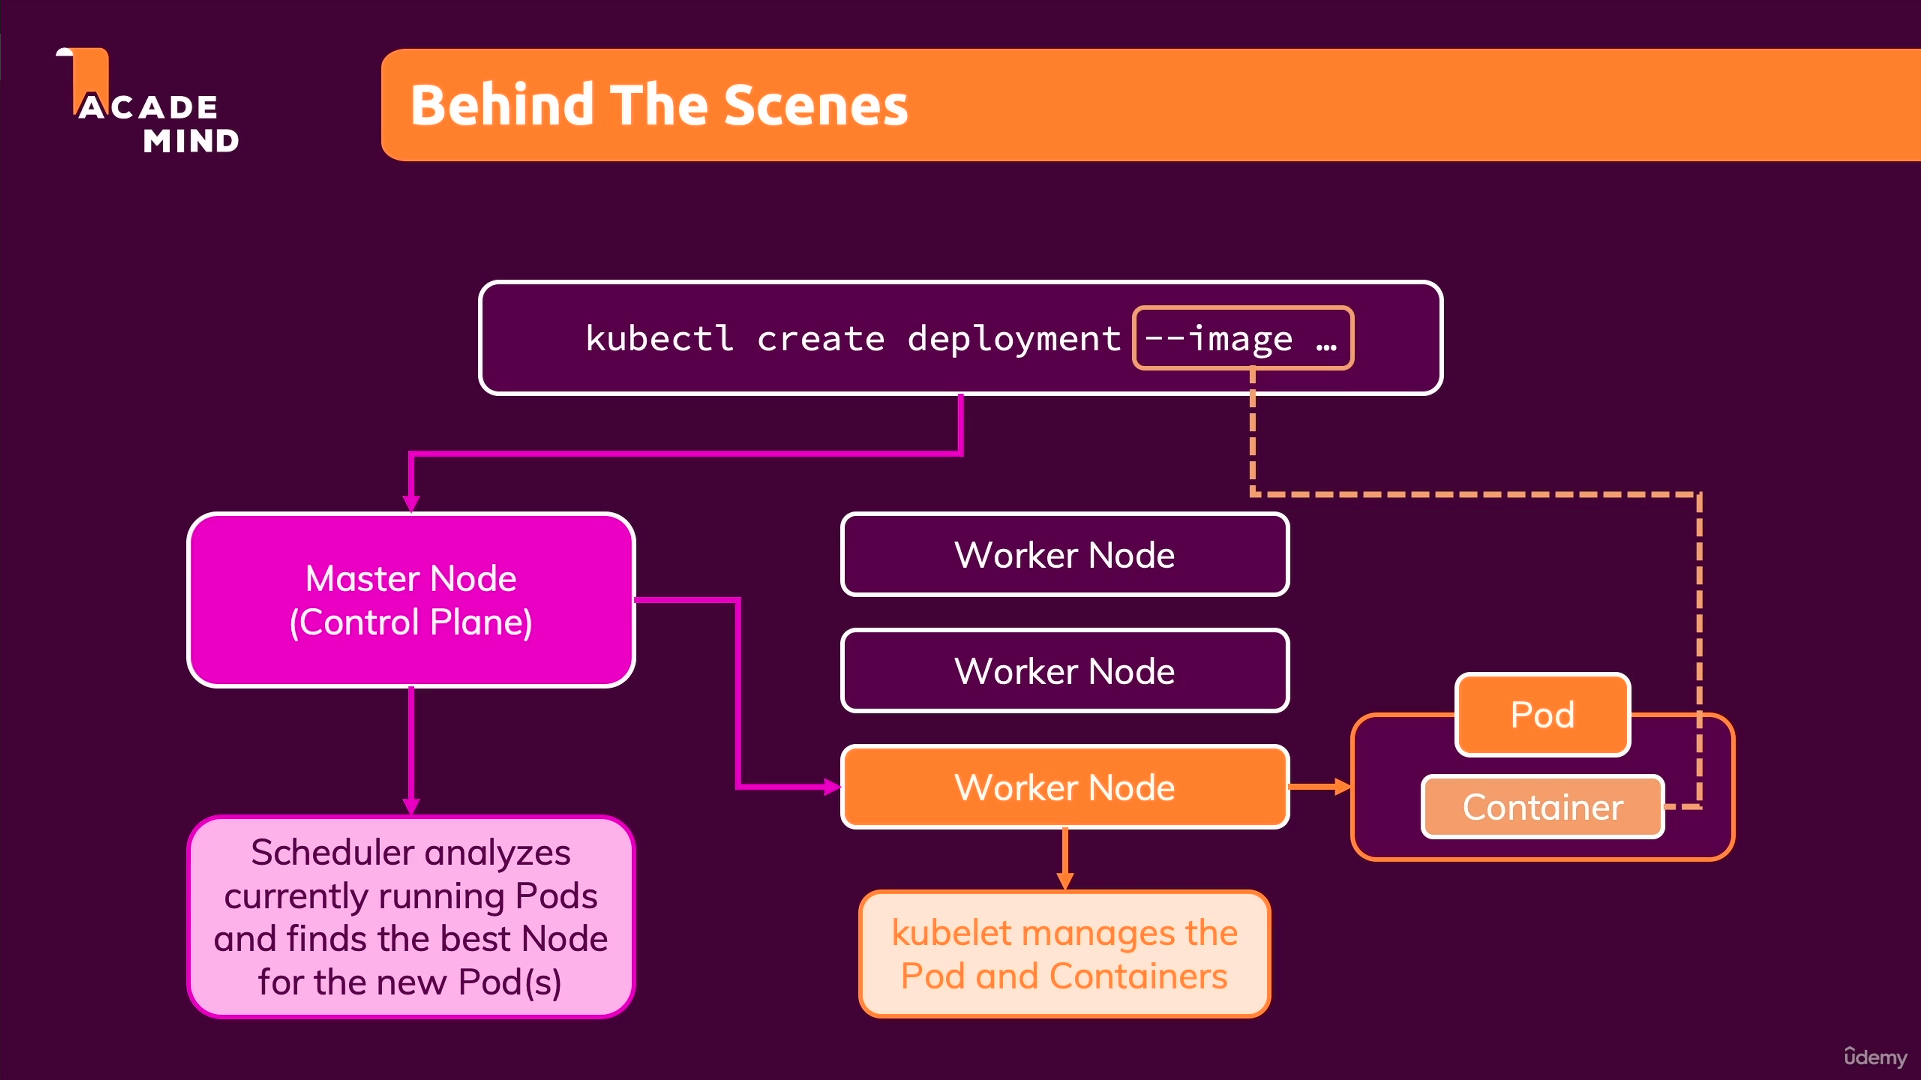 ACADE
MIND
Behind The Scenes
kubectl create deployment --image ...
Master Node
(Control Plane)
Worker Node
Worker Node
Worker Node
Pod
Container
Scheduler analyzes
currently running Pods
and finds the best Node
for the new Pod(s)
kubelet manages the
Pod and Containers
ûdemy